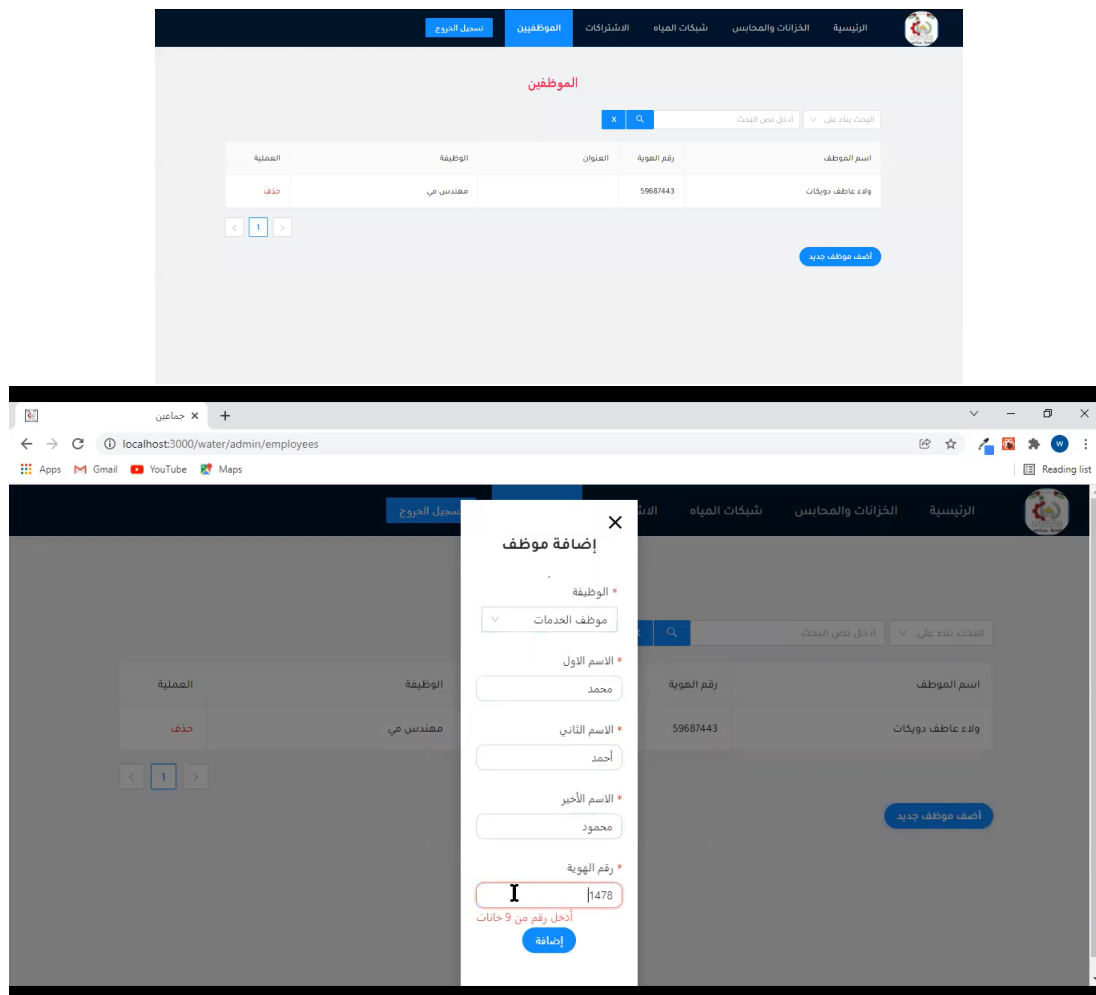 الرئيسية الخزانات والمحابس شبكات المياه الاشتراكات الموظفيين تسجيل الخروج
الموظفين
البحث بناء على أدخل نص البحث X
اسم الموظف رقم الهوية العنوان الوظيفة العملية
ولاء عاطف دويكات 59687443 مهندس مي حذف
< 1 >
أضف موظف جديد
جماعين × +
localhost:3000/water/admin/employees W
Apps Gmail YouTube Maps Reading list
الرئيسية الخزانات والمحابس شبكات المياه تسجيل الخروج
إضافة موظف
* الوظيفة
موظف الخدمات
البحث بناء على أدخل نص البحث
* الاسم الاول
محمد
اسم الموظف رقم الهوية الوظيفة العملية
* الاسم الثاني
ولاء عاطف دويكات 59687443 مهندس مي حذف
أحمد
< 1 >
* الاسم الأخير
محمود
أضف موظف جديد
* رقم الهوية
1478
أدخل رقم من 9 خانات
إضافة